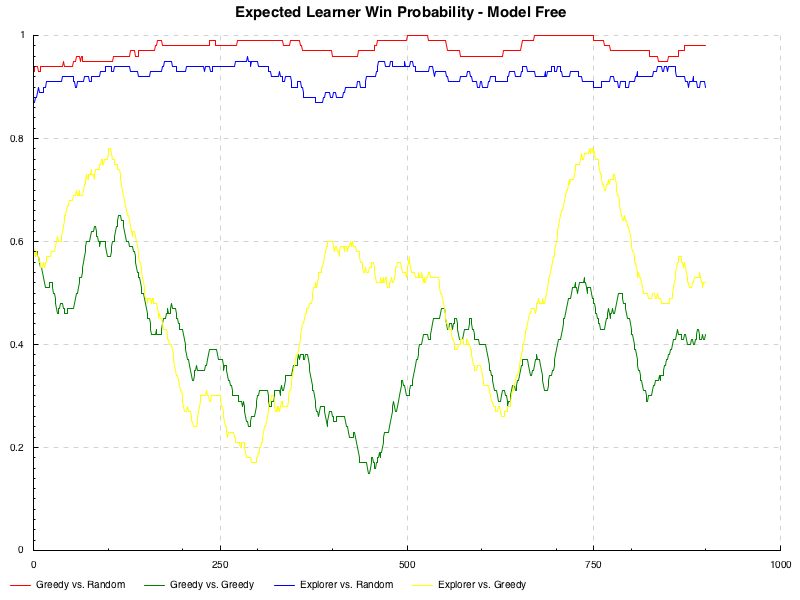 Expected Learner Win Probability - Model Free
1
0.8
0.6
0.4
0.2
0
0 250 500 750 1000
Greedy vs. Random Greedy vs. Greedy Explorer vs. Random Explorer vs. Greedy